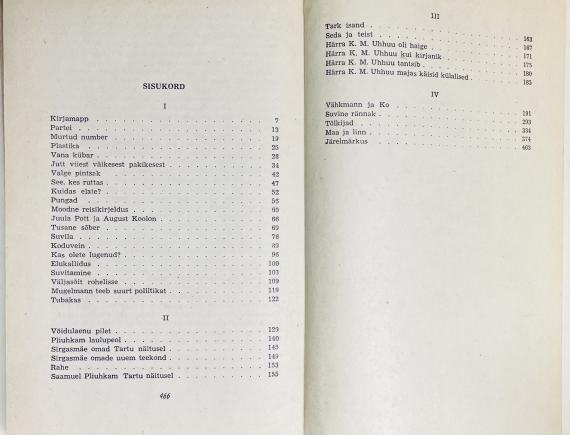 SISUKORD
I
Kirjamapp . . . . . . . . . . . . . . . 7
Partei . . . . . . . . . . . . . . . 13
Murtud number . . . . . . . . . . . . . . . 19
Plastika . . . . . . . . . . . . . . . 25
Vana kübar . . . . . . . . . . . . . . . 28
Jutt viiest väikesest pakikesest . . . . . . . . . . 34
Valge pintsak . . . . . . . . . . . . . . . 42
See, kes ruttas . . . . . . . . . . . . . . . 47
Kuidas elate? . . . . . . . . . . . . . . . 52
Pungad . . . . . . . . . . . . . . . 56
Moodne reisikirjeldus . . . . . . . . . . . . . 60
Juula Pott ja August Koolon . . . . . . . . . . 66
Tusane sõber . . . . . . . . . . . . . . . 69
Suvila . . . . . . . . . . . . . . . 76
Koduvein . . . . . . . . . . . . . . . 89
Kas olete lugenud? . . . . . . . . . . . . . 96
Elukallidus . . . . . . . . . . . . . . . 100
Suvitamine . . . . . . . . . . . . . . . 103
Väljasõit rohelisse . . . . . . . . . . . . . 109
Mugelmann teeb suurt poliitikat . . . . . . . . . 119
Tubakas . . . . . . . . . . . . . . . 122
II
Võidulaenu pilet . . . . . . . . . . . . . 129
Pliuhkam laulupeol . . . . . . . . . . . . . 140
Sirgasmäe omad Tartu näitusel . . . . . . . . . 145
Sirgasmäe omade uuem teekond . . . . . . . . . 149
Rahe . . . . . . . . . . . . . . . 153
Saamuel Pliuhkam Tartu näitusel . . . . . . . . . 155
466
III
Tark isand . . . . . . . . . . . . . . . 163
Seda ja teist . . . . . . . . . . . . . . . 167
Härra K. M. Uhhuu oli haige . . . . . . . . . . 171
Härra K. M. Uhhuu kui kirjanik . . . . . . . . . 175
Härra K. M. Uhhuu tantsib . . . . . . . . . . 180
Härra K. M. Uhhuu majas käisid külalised . . . . . . 185
IV
Vähkmann ja Ko . . . . . . . . . . . . . 191
Suvine rännak . . . . . . . . . . . . . . . 293
Tõlkijad . . . . . . . . . . . . . . . 334
Maa ja linn . . . . . . . . . . . . . . . 374
Järelmärkus . . . . . . . . . . . . . . . 463